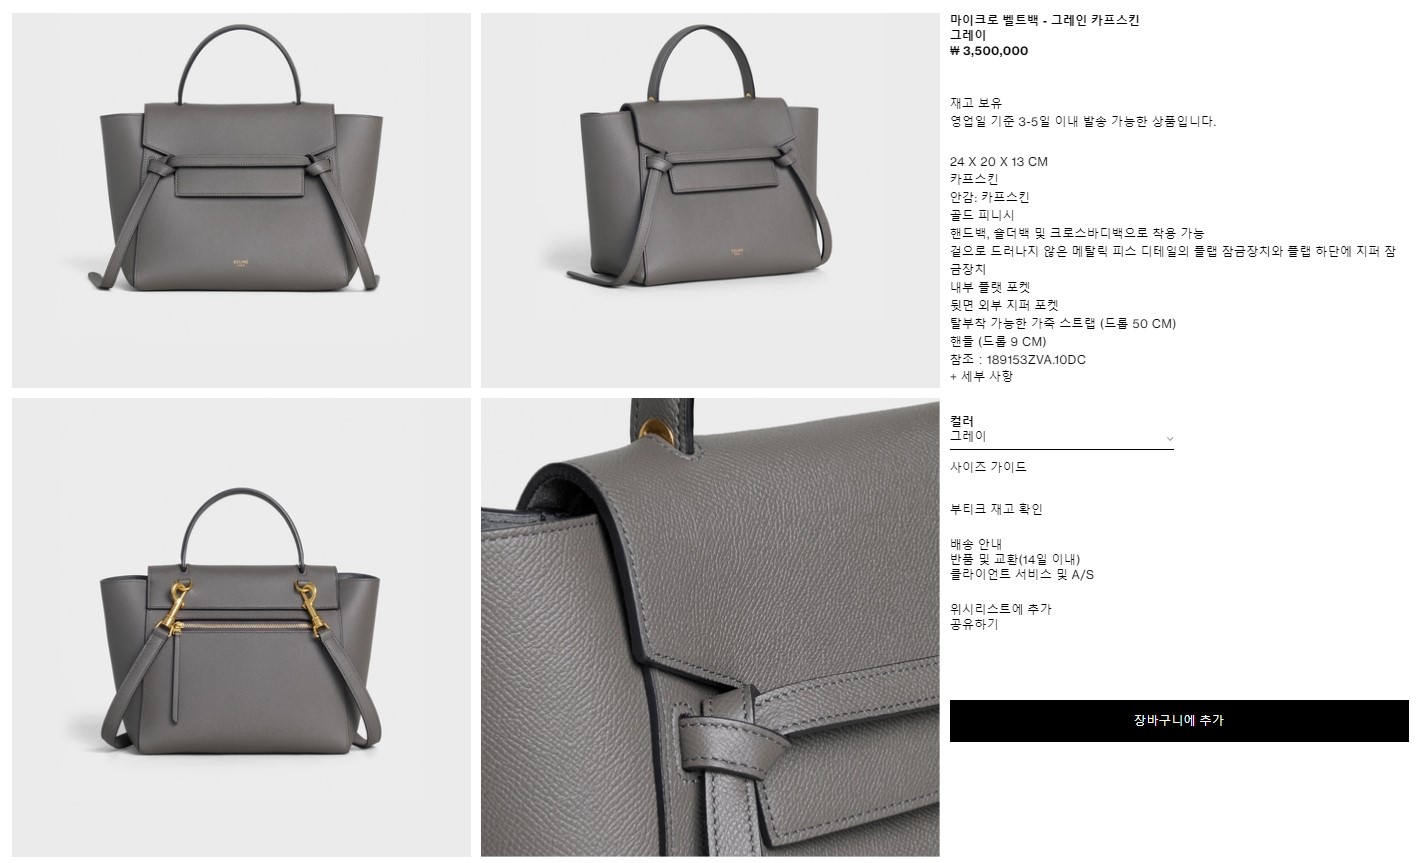 CELINE
마이크로 벨트백 - 그레인 카프스킨
그레이
₩ 3,500,000
재고 보유
영업일 기준 3-5일 이내 발송 가능한 상품입니다.
24 X 20 X 13 CM
카프스킨
안감: 카프스킨
골드 피니시
핸드백, 숄더백 및 크로스바디백으로 착용 가능
겉으로 드러나지 않은 메탈릭 피스 디테일의 플랩 잠금장치와 플랩 하단에 지퍼 잠
금장치
내부 플랫 포켓
뒷면 외부 지퍼 포켓
탈부착 가능한 가죽 스트랩 (드롭 50 CM)
핸들 (드롭 9 CM)
참조 : 189153ZVA.10DC
+ 세부 사항
컬러
그레이
사이즈 가이드
부티크 재고 확인
배송 안내
반품 및 교환(14일 이내)
클라이언트 서비스 및 A/S
위시리스트에 추가
공유하기
장바구니에 추가